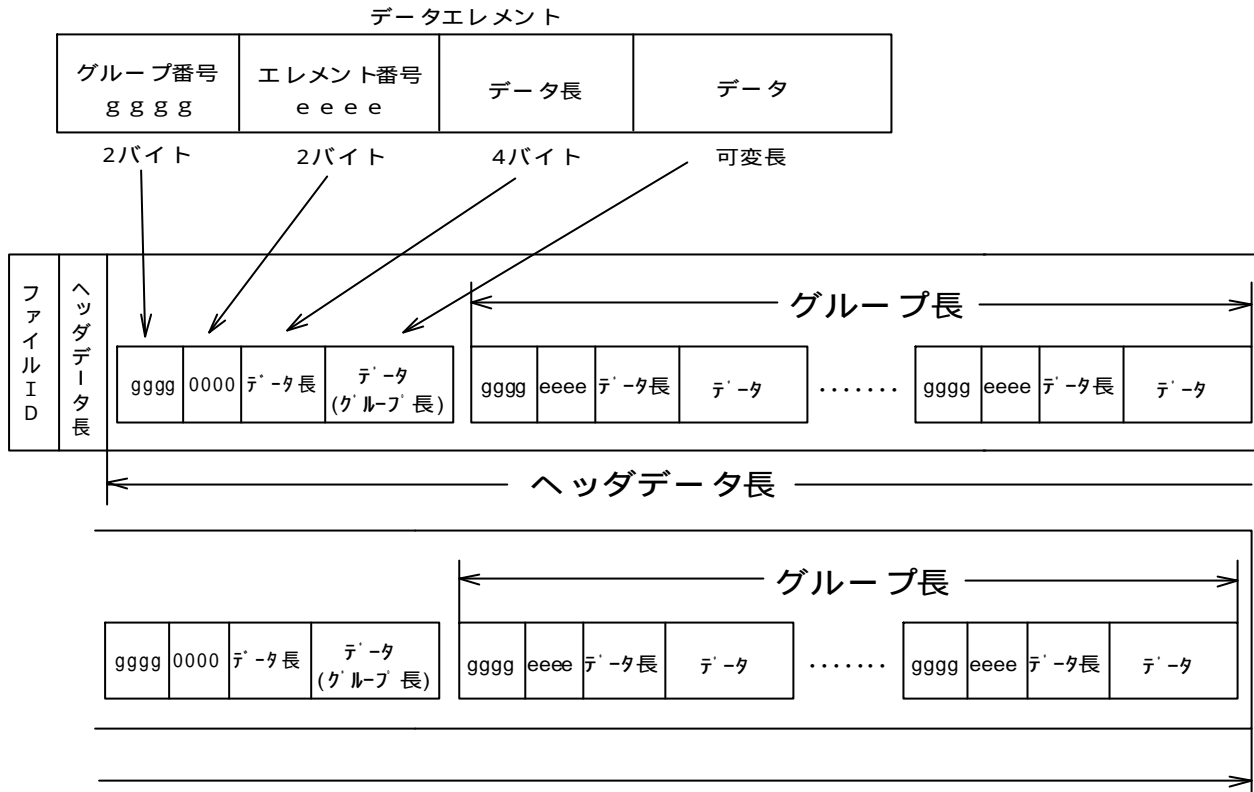 データエレメント
グループ番号 エレメント番号 データ長 データ
gggg eeee
2バイト 2バイト 4バイト 可変長
ファイルID
ヘッダデータ長
グループ長
gggg 0000 ﾃﾞｰﾀ長 ﾃﾞｰﾀ gggg eeee ﾃﾞｰﾀ長 ﾃﾞｰﾀ ....... gggg eeee ﾃﾞｰﾀ長 ﾃﾞｰﾀ
(ｸﾞﾙｰﾌﾟ長)
ヘッダデータ長
グループ長
gggg 0000 ﾃﾞｰﾀ長 ﾃﾞｰﾀ gggg eeee ﾃﾞｰﾀ長 ﾃﾞｰﾀ ....... gggg eeee ﾃﾞｰﾀ長 ﾃﾞｰﾀ
(ｸﾞﾙｰﾌﾟ長)